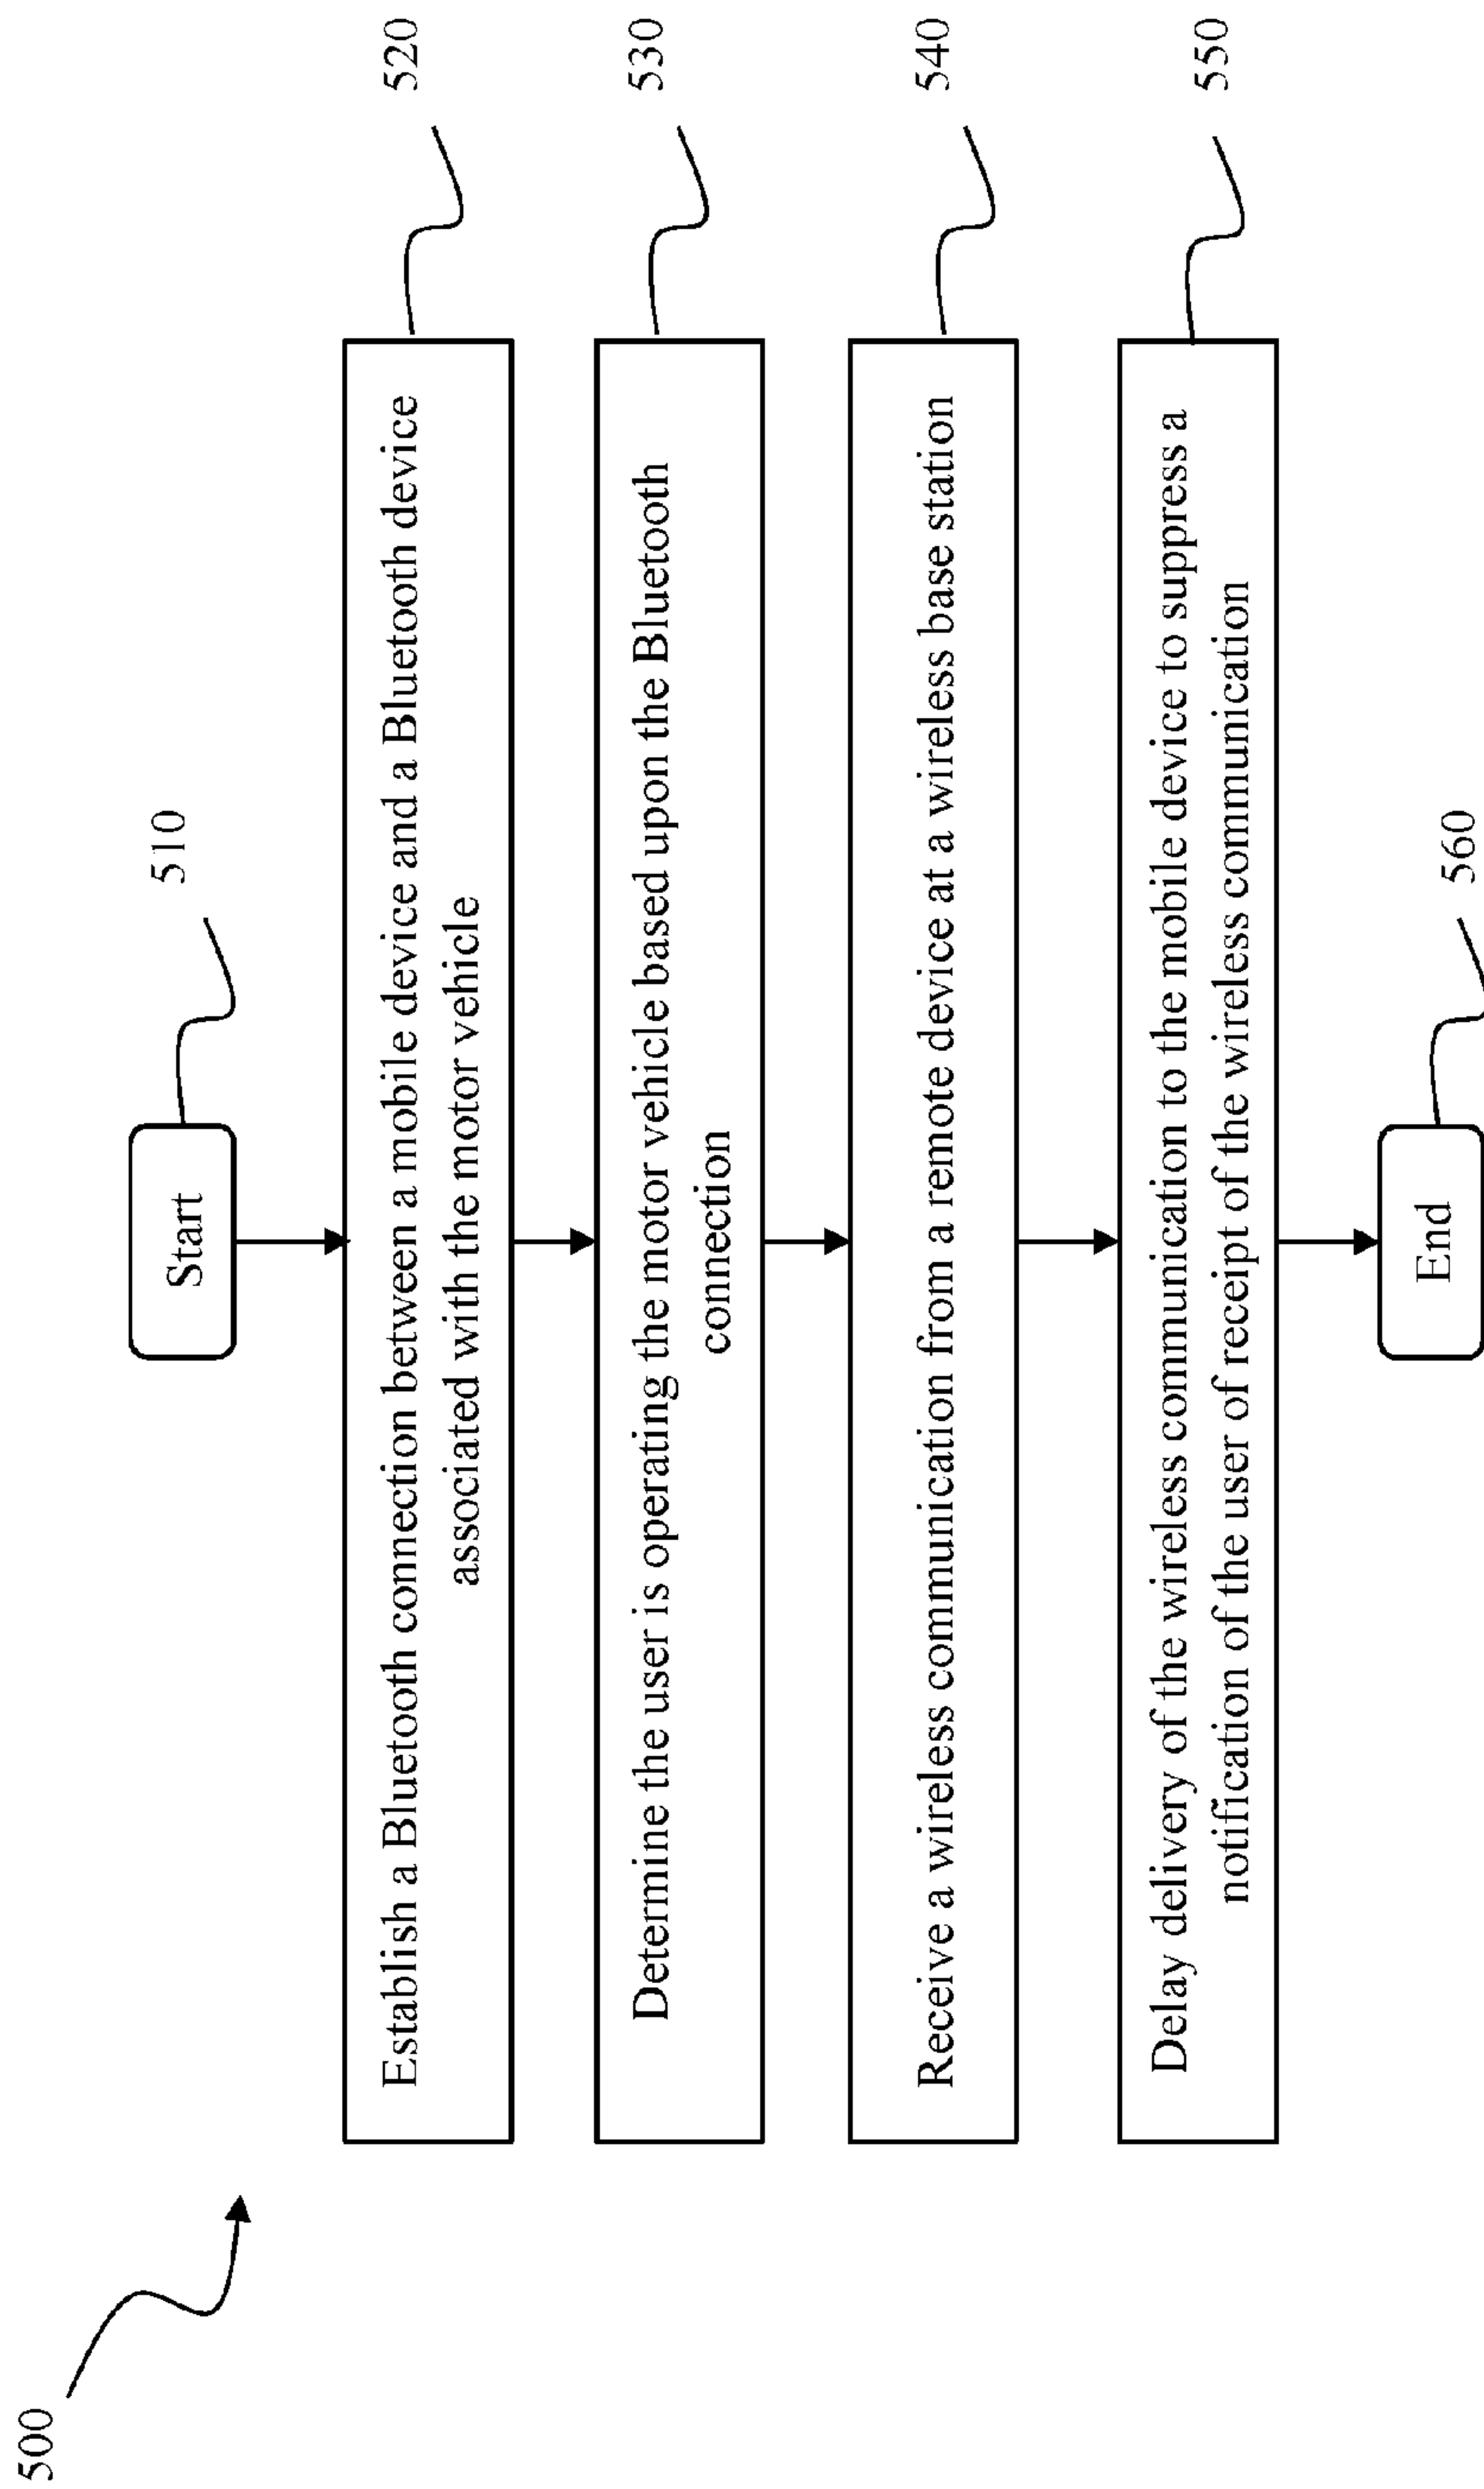 500
Start
510
Establish a Bluetooth connection between a mobile device and a Bluetooth device
associated with the motor vehicle
520
Determine the user is operating the motor vehicle based upon the Bluetooth
connection
530
Receive a wireless communication from a remote device at a wireless base station
540
Delay delivery of the wireless communication to the mobile device to suppress a
notification of the user of receipt of the wireless communication
550
End
560